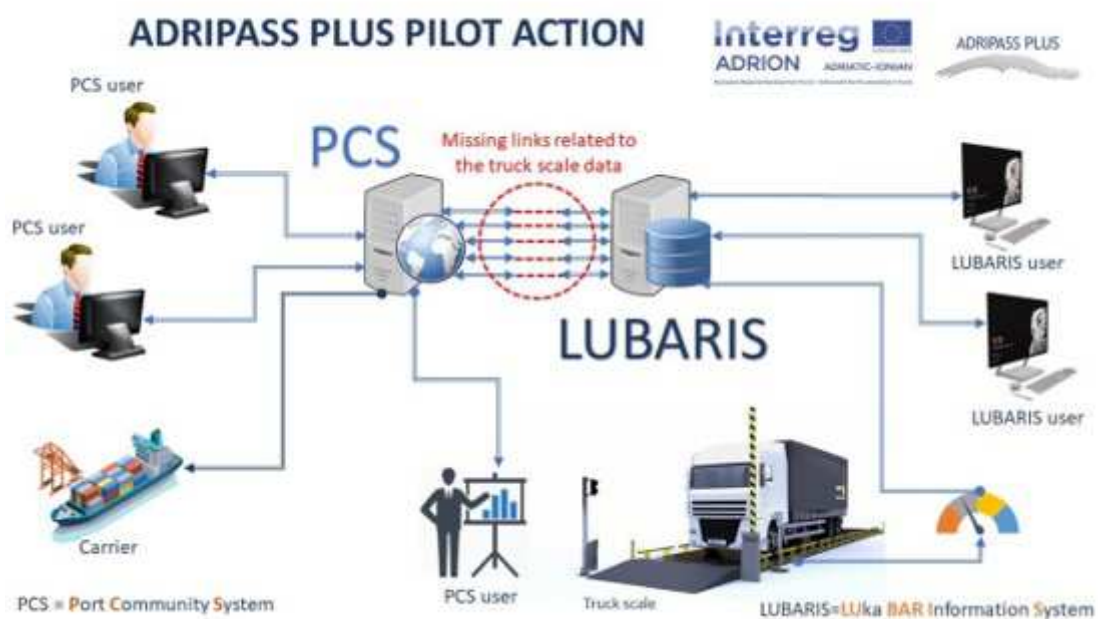 ADRIPASS PLUS PILOT ACTION
Interreg
ADRION ADRIATIC-IONIAN
ADRIPASS PLUS
PCS user
PCS
Missing links related to
the truck scale data
PCS user
LUBARIS user
LUBARIS
LUBARIS user
Carrier
PCS user
Truck scale
PCS = Port Community System
LUBARIS=LUka BAR Information System